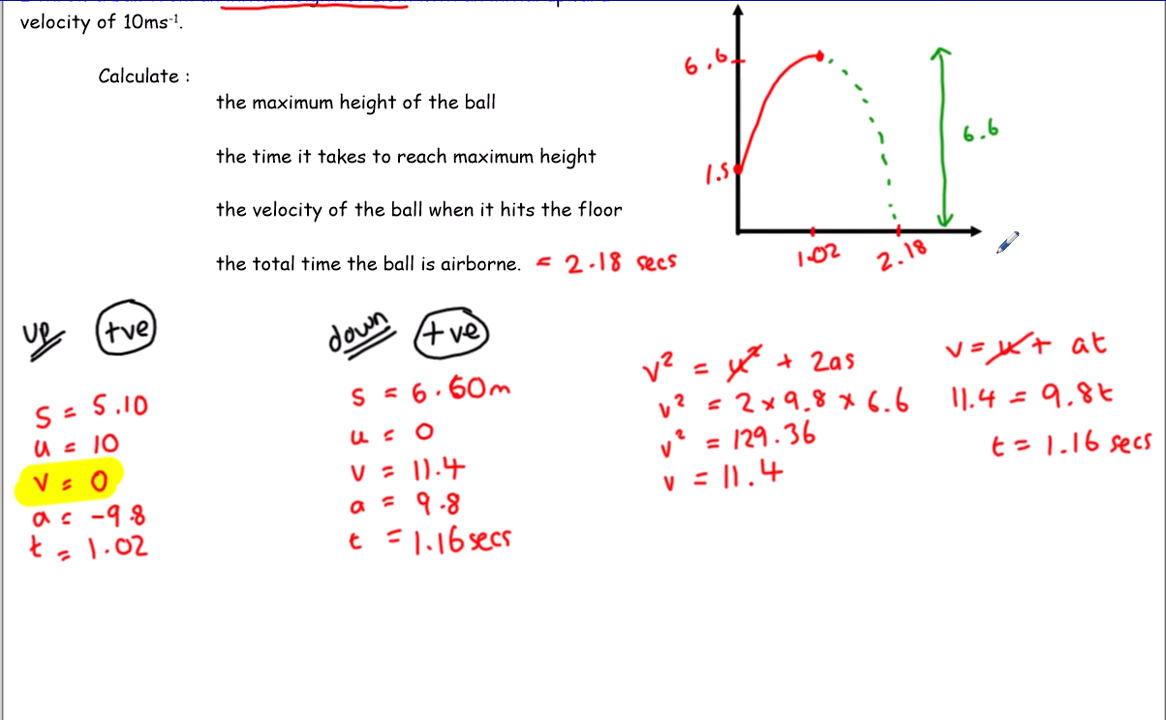 velocity of 10ms-1.
Calculate :
the maximum height of the ball
the time it takes to reach maximum height
the velocity of the ball when it hits the floor
the total time the ball is airborne. = 2.18 secs
6.6
1.5
1.02
2.18
6.6
up +ve
s = 5.10
u = 10
v = 0
a = -9.8
t = 1.02
down +ve
s = 6.60m
u = 0
v = 11.4
a = 9.8
t = 1.16secs
v² = u² + 2as
v² = 2 x 9.8 x 6.6
v² = 129.36
v = 11.4
v = u + at
11.4 = 9.8t
t = 1.16 secs